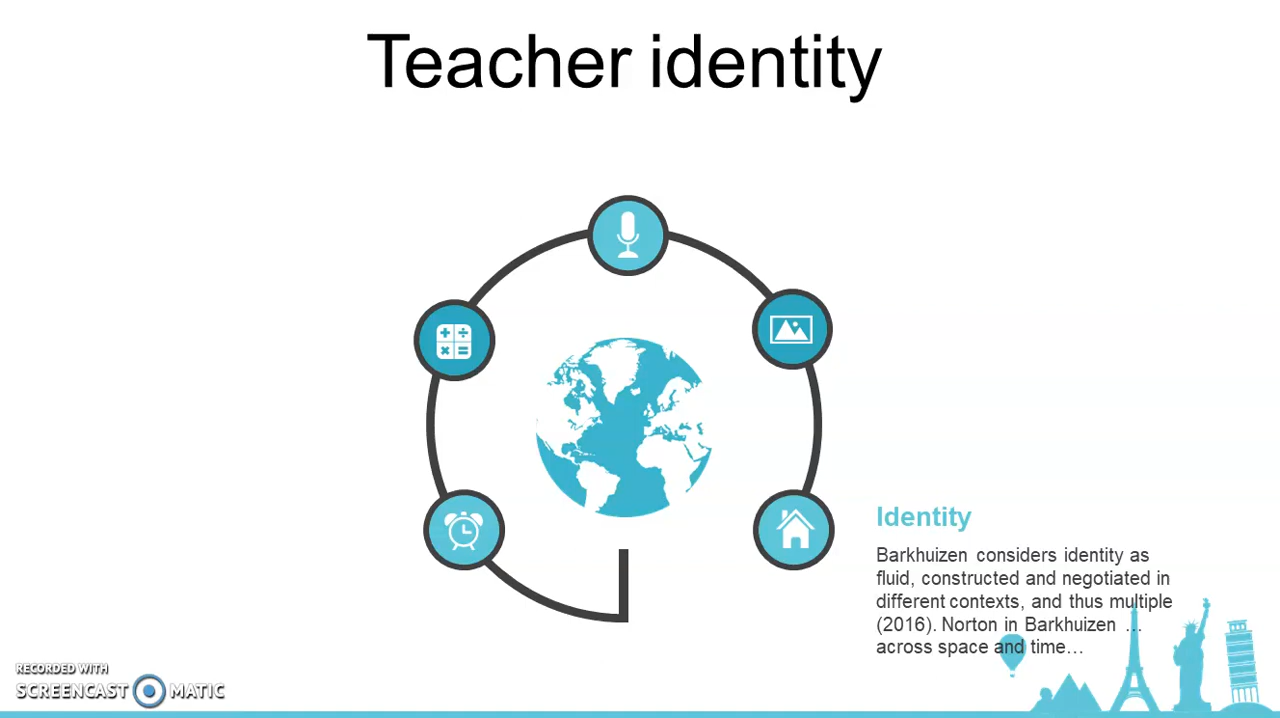 Teacher identity
Identity
Barkhuizen considers identity as
fluid, constructed and negotiated in
different contexts, and thus multiple
(2016). Norton in Barkhuizen …
across space and time…
RECORDED WITH
SCREENCAST MATIC